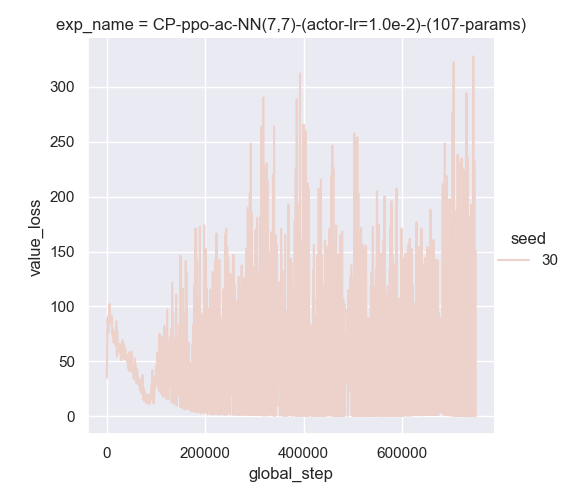 exp_name = CP-ppo-ac-NN(7,7)-(actor-lr=1.0e-2)-(107-params)
300
250
200
150
100
50
0
value_loss
0 200000 400000 600000
global_step
seed
30